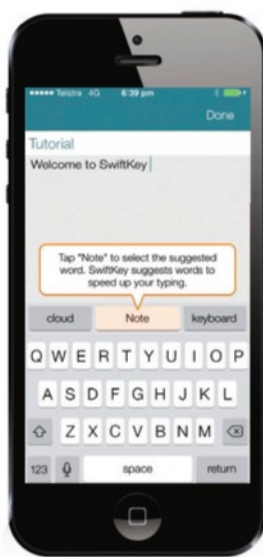 Telstra 4G 6:39 pm
Done
Tutorial
Welcome to SwiftKey
Tap "Note" to select the suggested
word. SwiftKey suggests words to
speed up your typing.
cloud Note keyboard
Q W E R T Y U I O P
A S D F G H J K L
Z X C V B N M
123 space return